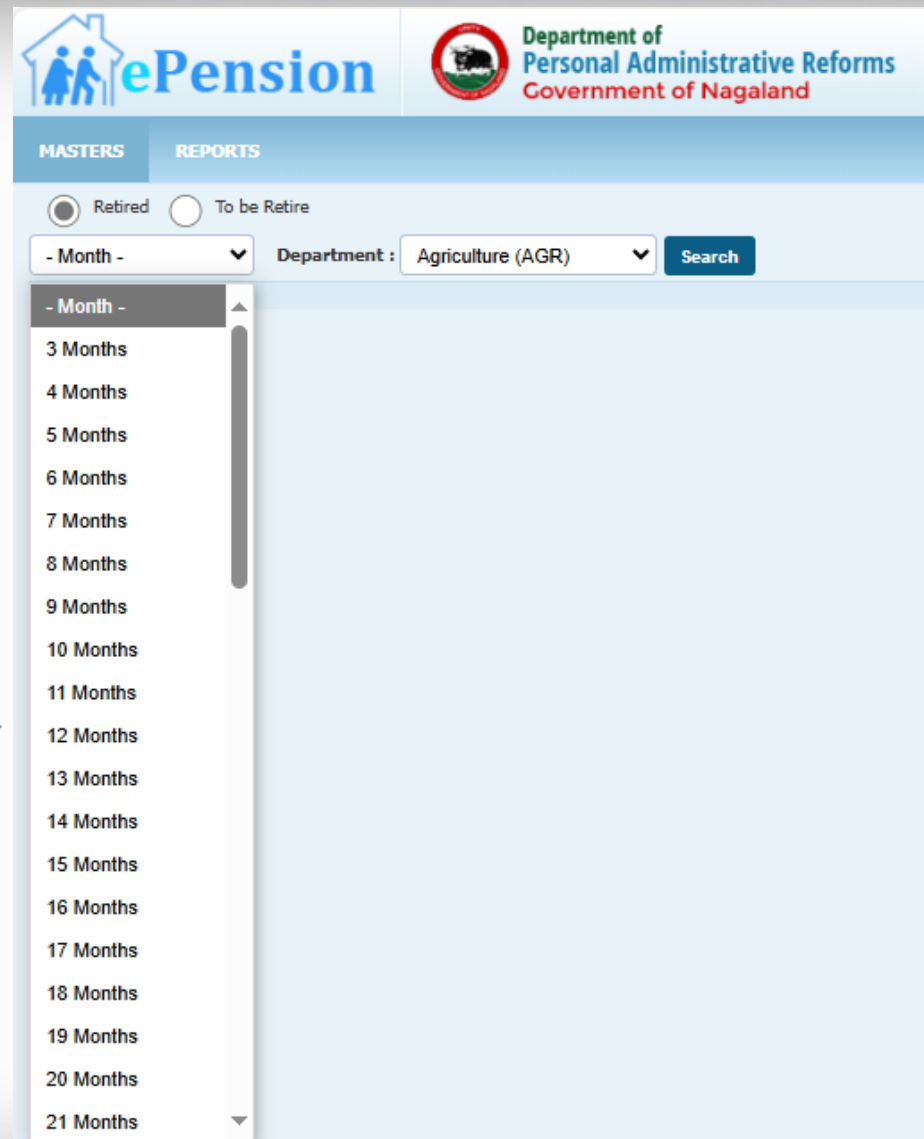 ePension
Department of
Personal Administrative Reforms
Government of Nagaland
MASTERS REPORTS
Retired To be Retire
- Month - Department : Agriculture (AGR) Search
- Month -
3 Months
4 Months
5 Months
6 Months
7 Months
8 Months
9 Months
10 Months
11 Months
12 Months
13 Months
14 Months
15 Months
16 Months
17 Months
18 Months
19 Months
20 Months
21 Months